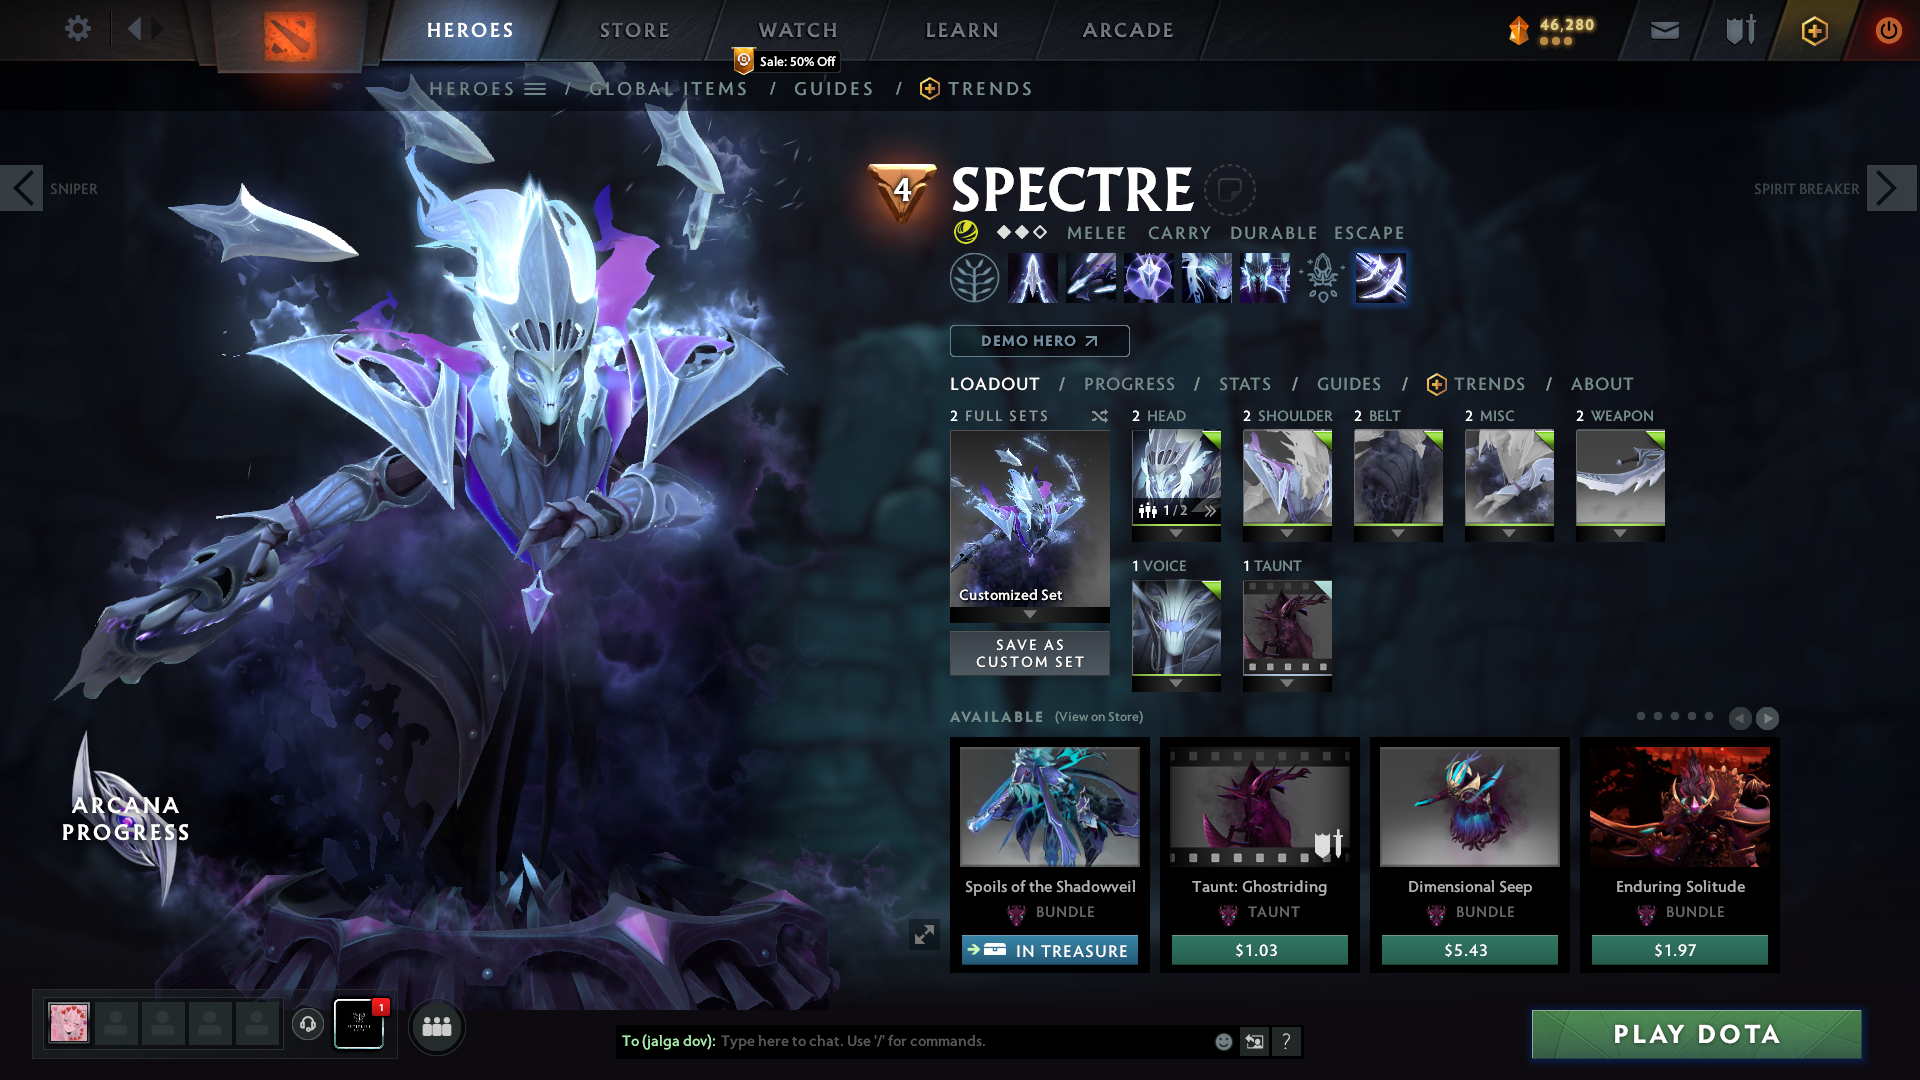 HEROES
STORE
WATCH
LEARN
ARCADE
46,280
Sale: 50% Off
HEROES / GLOBAL ITEMS / GUIDES / TRENDS
SNIPER
4
SPECTRE
SPIRIT BREAKER
MELEE CARRY DURABLE ESCAPE
DEMO HERO
LOADOUT / PROGRESS / STATS / GUIDES / TRENDS / ABOUT
2 FULL SETS
2 HEAD
2 SHOULDER
2 BELT
2 MISC
2 WEAPON
1/2
Customized Set
SAVE AS
CUSTOM SET
1 VOICE
1 TAUNT
AVAILABLE (View on Store)
ARCANA
PROGRESS
Spoils of the Shadowveil
BUNDLE
IN TREASURE
Taunt: Ghostriding
TAUNT
$1.03
Dimensional Seep
BUNDLE
$5.43
Enduring Solitude
BUNDLE
$1.97
1
To (jalga dov): Type here to chat. Use '/' for commands.
?
PLAY DOTA